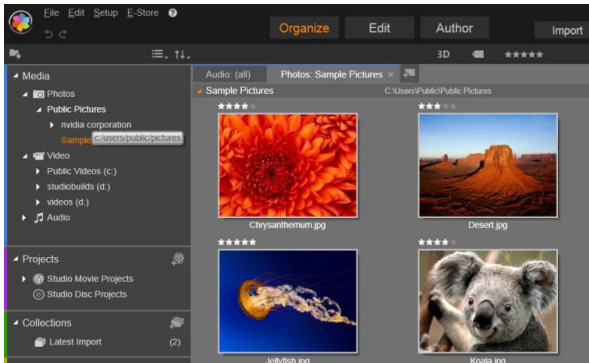 File Edit Setup E-Store ?
Organize Edit Author Import
3D
Media
Photos
Public Pictures
nvidia corporation
Sample
c:/users/public/pictures
Video
Public Videos (c:)
studiobuilds (d:)
videos (d:)
Audio
Projects
Studio Movie Projects
Studio Disc Projects
Collections
Latest Import (2)
Audio: (all) Photos: Sample Pictures ×
Sample Pictures C:\Users\Public\Public Pictures
Chrysanthemum.jpg Desert.jpg
Jellyfish.jpg Koala.jpg